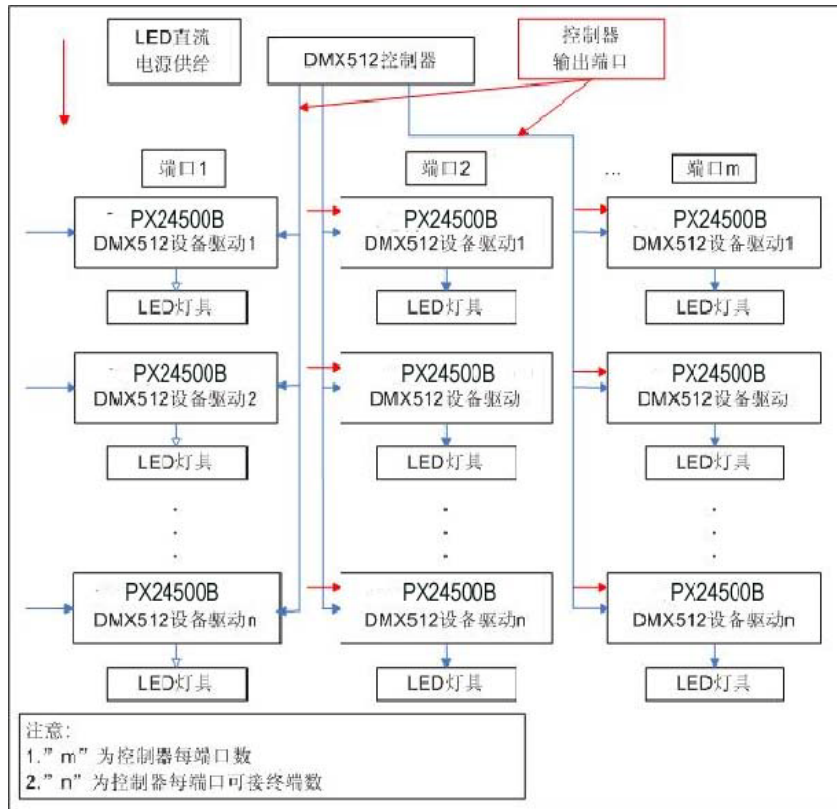 LED直流
电源供给
DMX512控制器
控制器
输出端口
端口1
端口2
...
端口m
PX24500B
DMX512设备驱动1
PX24500B
DMX512设备驱动1
PX24500B
DMX512设备驱动1
LED灯具
LED灯具
LED灯具
PX24500B
DMX512设备驱动2
PX24500B
DMX512设备驱动
PX24500B
DMX512设备驱动
LED灯具
LED灯具
LED灯具
PX24500B
DMX512设备驱动n
PX24500B
DMX512设备驱动n
PX24500B
DMX512设备驱动n
LED灯具
LED灯具
LED灯具
注意:
1."m"为控制器每端口数
2."n"为控制器每端口可接终端数